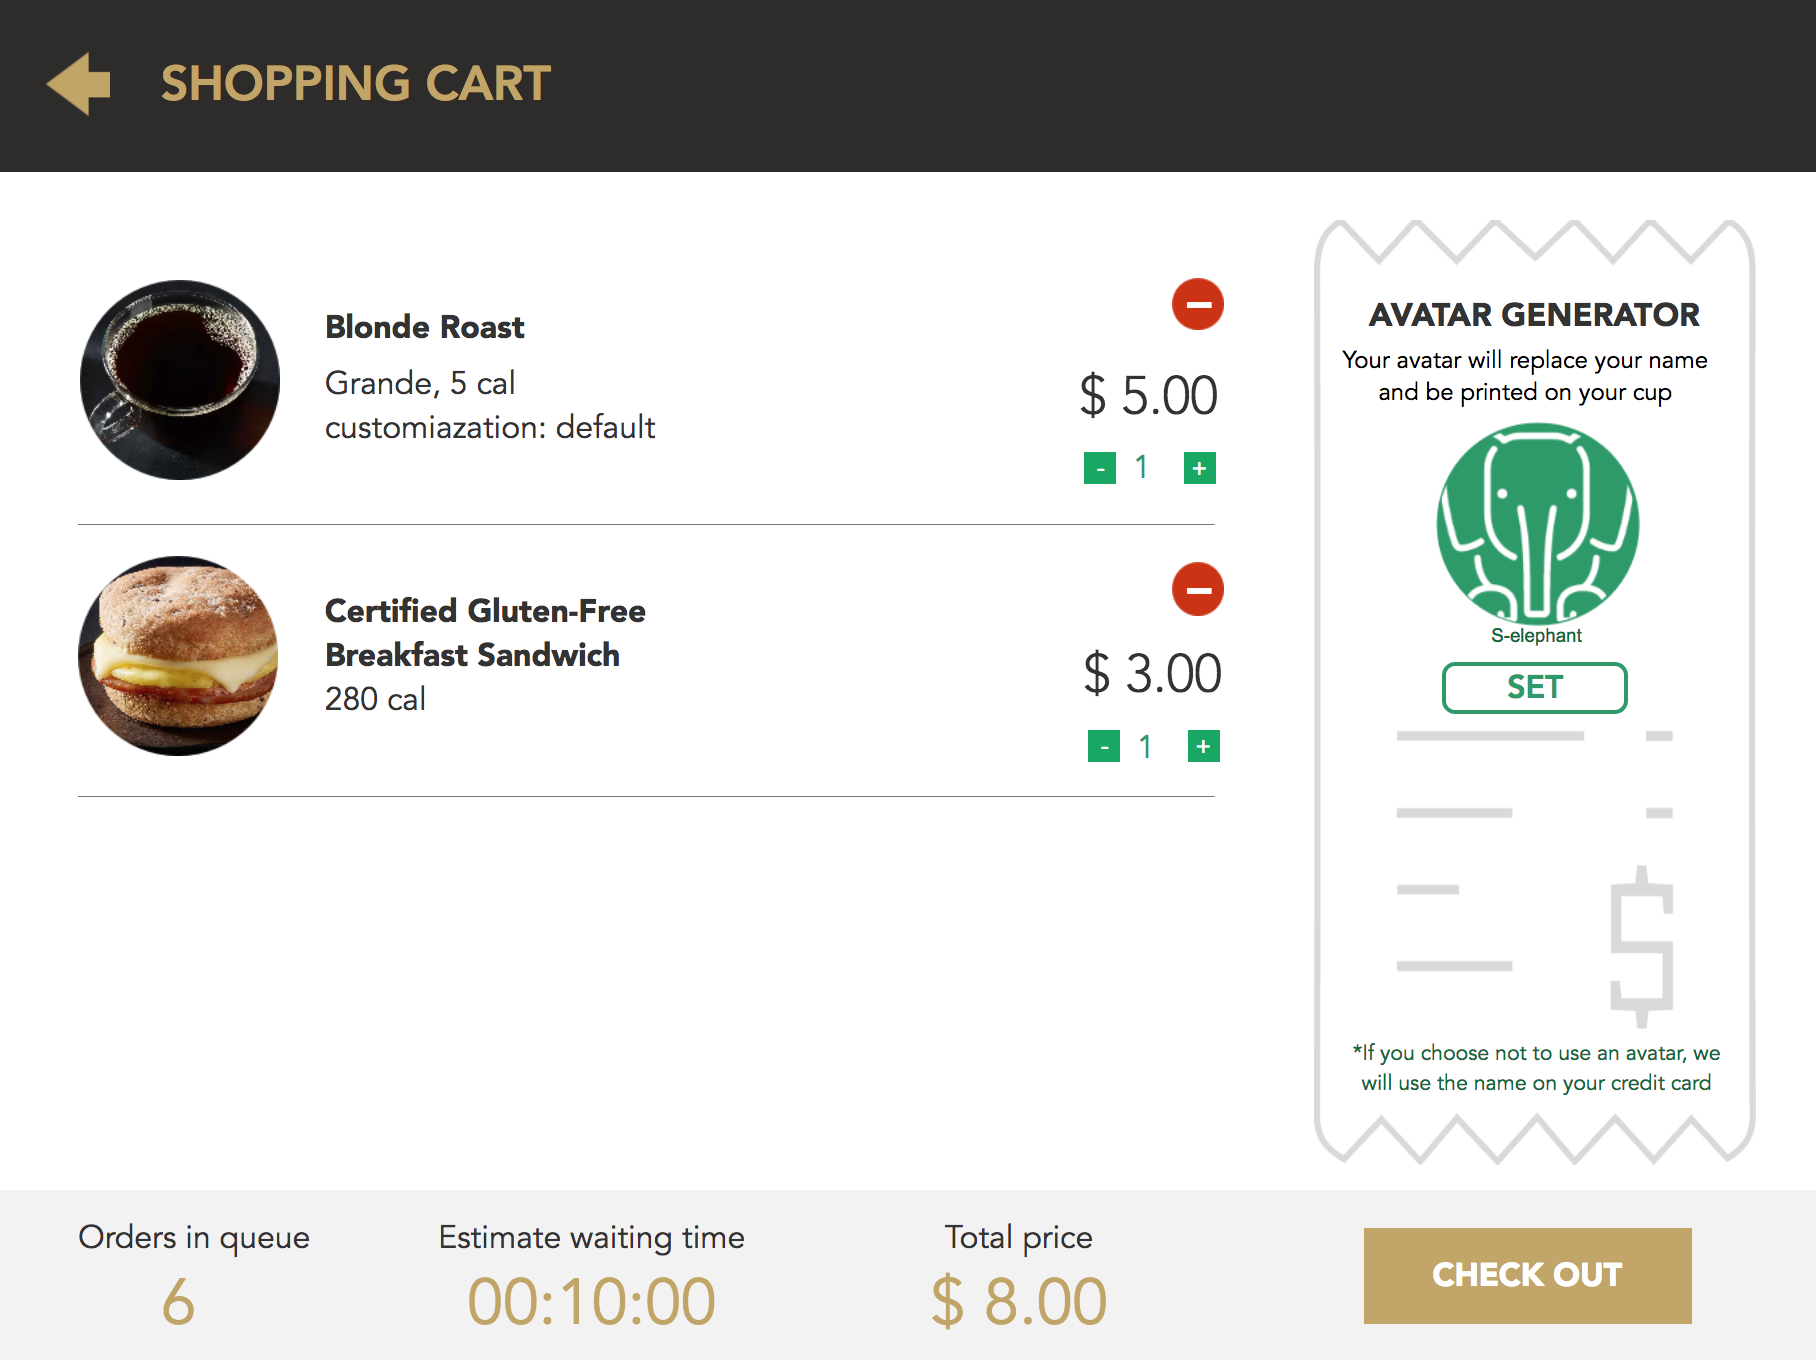 SHOPPING CART
Blonde Roast
Grande, 5 cal
customiazation: default
$ 5.00
- 1 +
Certified Gluten-Free
Breakfast Sandwich
280 cal
$ 3.00
- 1 +
AVATAR GENERATOR
Your avatar will replace your name
and be printed on your cup
S-elephant
SET
$
*If you choose not to use an avatar, we
will use the name on your credit card
Orders in queue
6
Estimate waiting time
00:10:00
Total price
$ 8.00
CHECK OUT